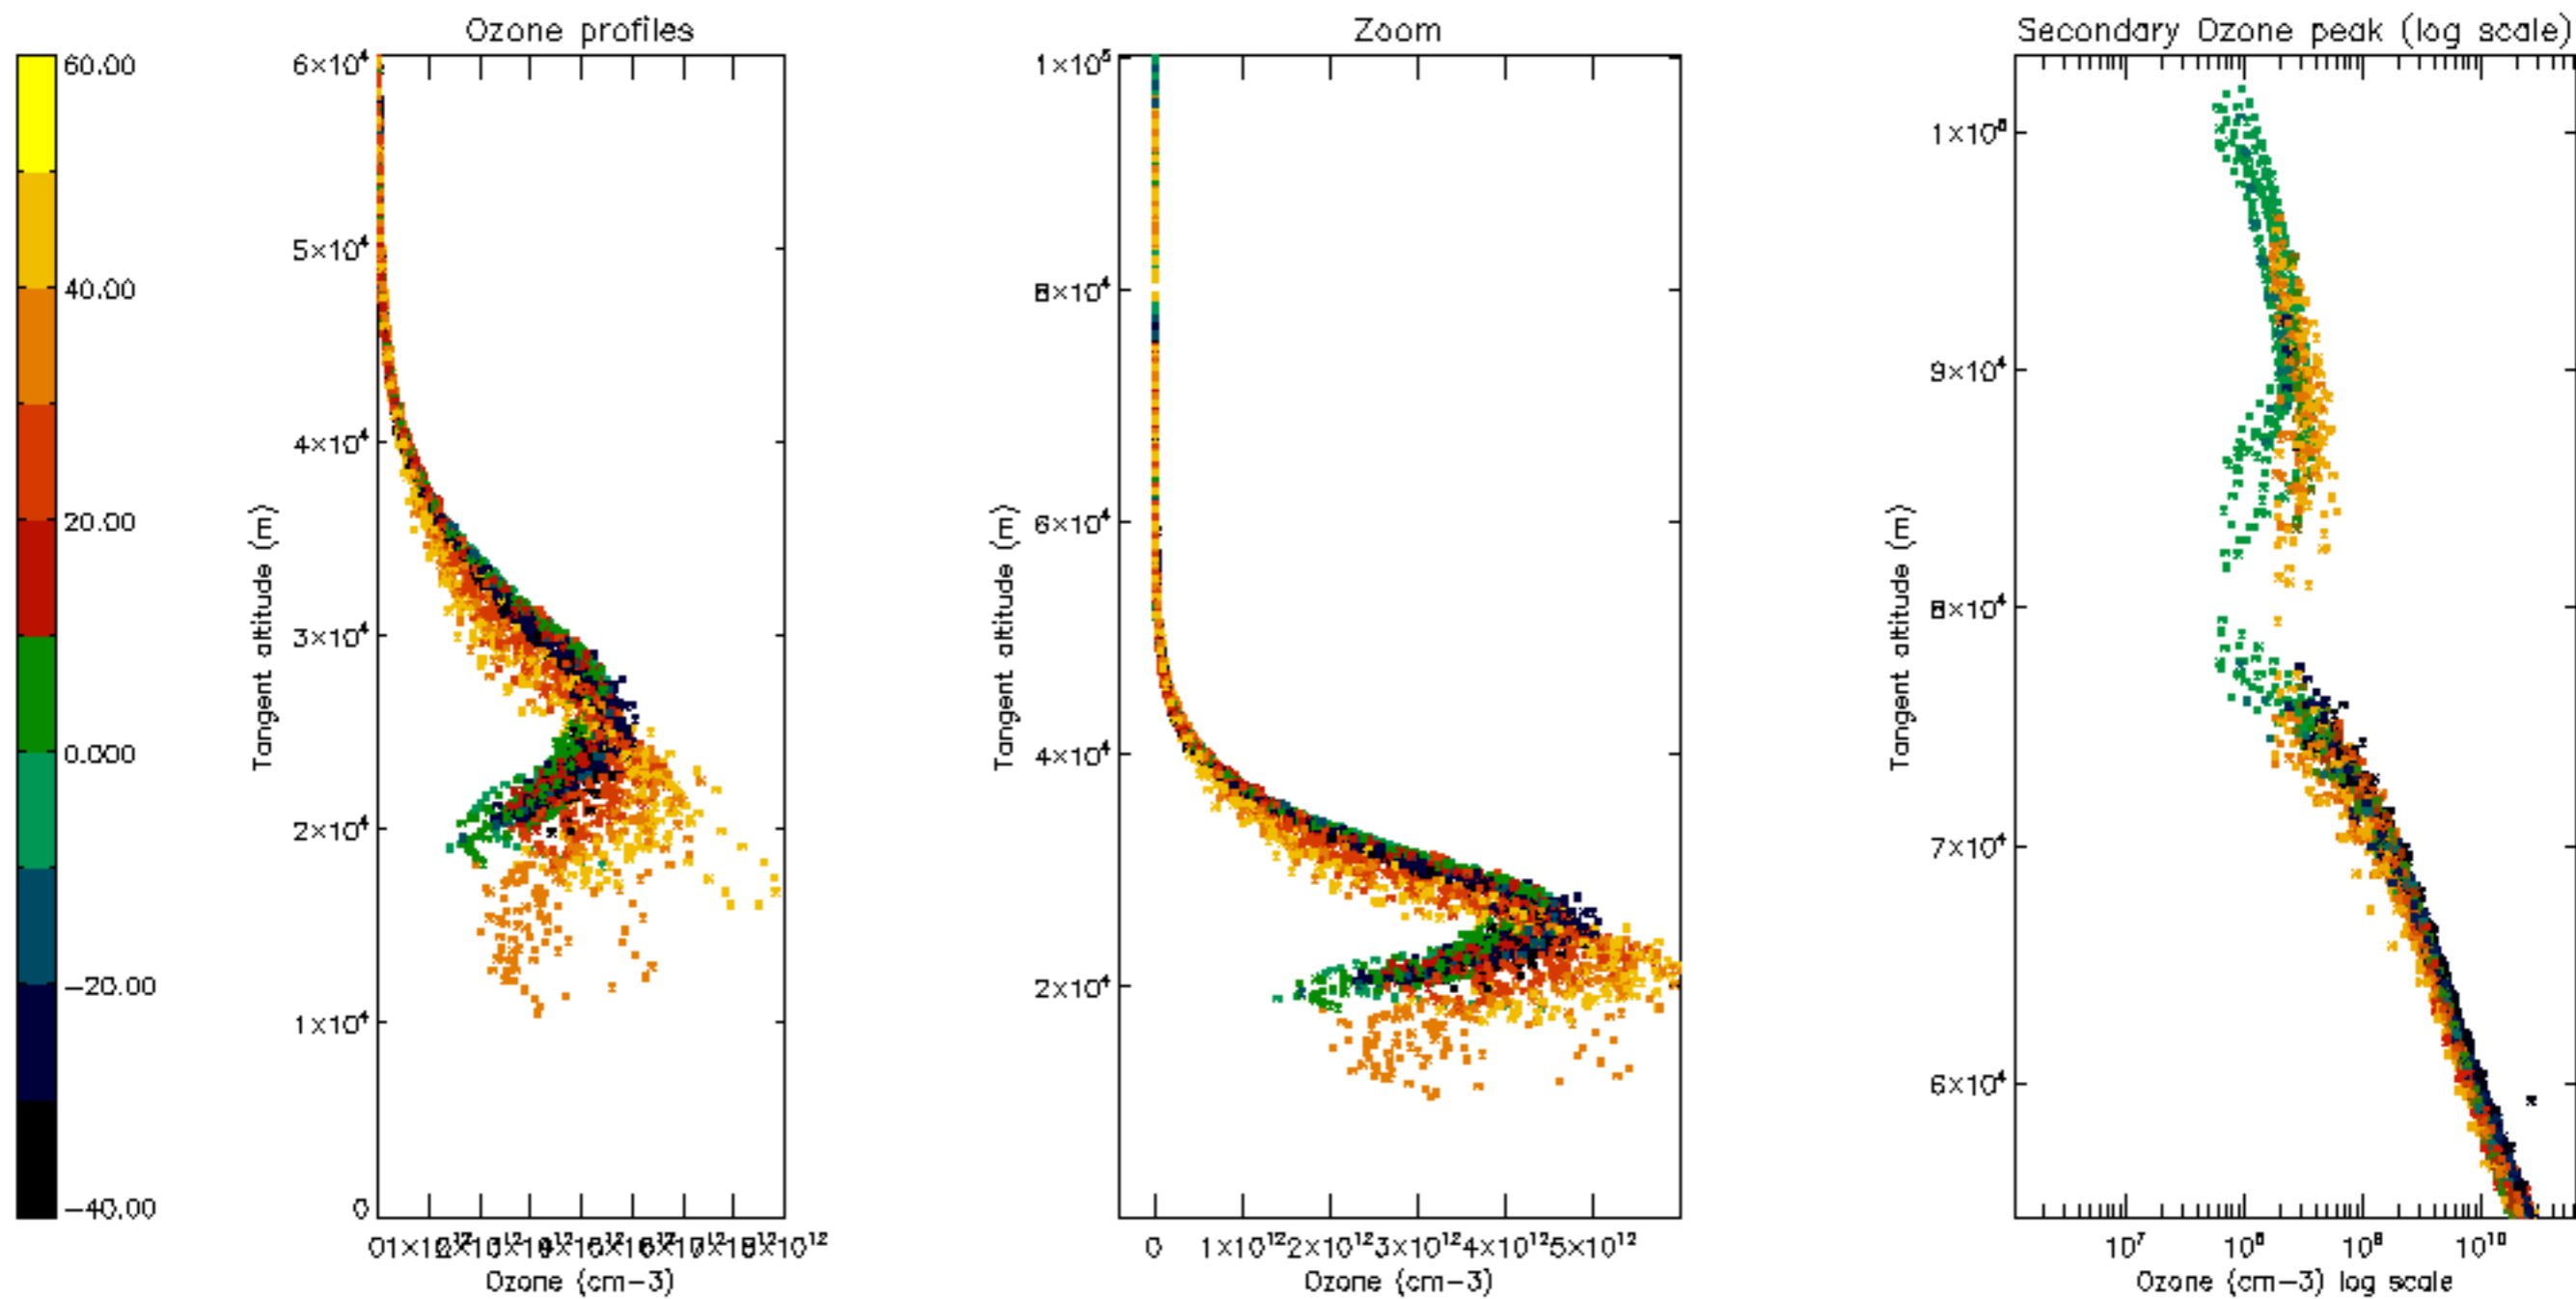 Ozone profiles
Zoom
Secondary Ozone peak (log scale)
60.00
40.00
20.00
0.000
−20.00
−40.00
6×10⁴
5×10⁴
4×10⁴
3×10⁴
2×10⁴
1×10⁴
0
Tangent altitude (m)
Ozone (cm−3)
1×10⁵
8×10⁴
6×10⁴
4×10⁴
2×10⁴
Tangent altitude (m)
0 1×10¹² 2×10¹² 3×10¹² 4×10¹² 5×10¹²
Ozone (cm−3)
9×10⁴
8×10⁴
7×10⁴
6×10⁴
Tangent altitude (m)
10⁷ 10⁸ 10⁹ 10¹⁰
Ozone (cm−3) log scale